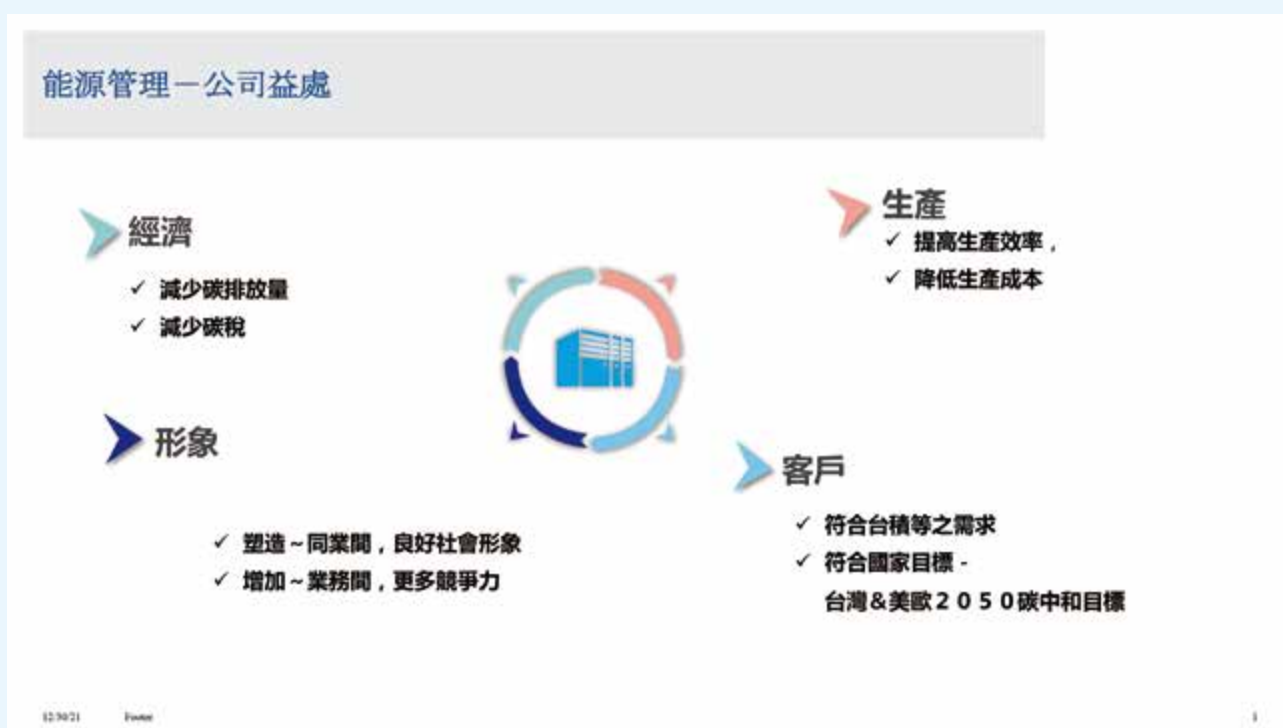 能源管理－公司益處
經濟
✓ 減少碳排放量
✓ 減少碳稅
生產
✓ 提高生產效率，
✓ 降低生產成本
形象
✓ 塑造～同業間，良好社會形象
✓ 增加～業務間，更多競爭力
客戶
✓ 符合台積等之需求
✓ 符合國家目標 -
台灣＆美歐２０５０碳中和目標
12/30/21
Footer
1